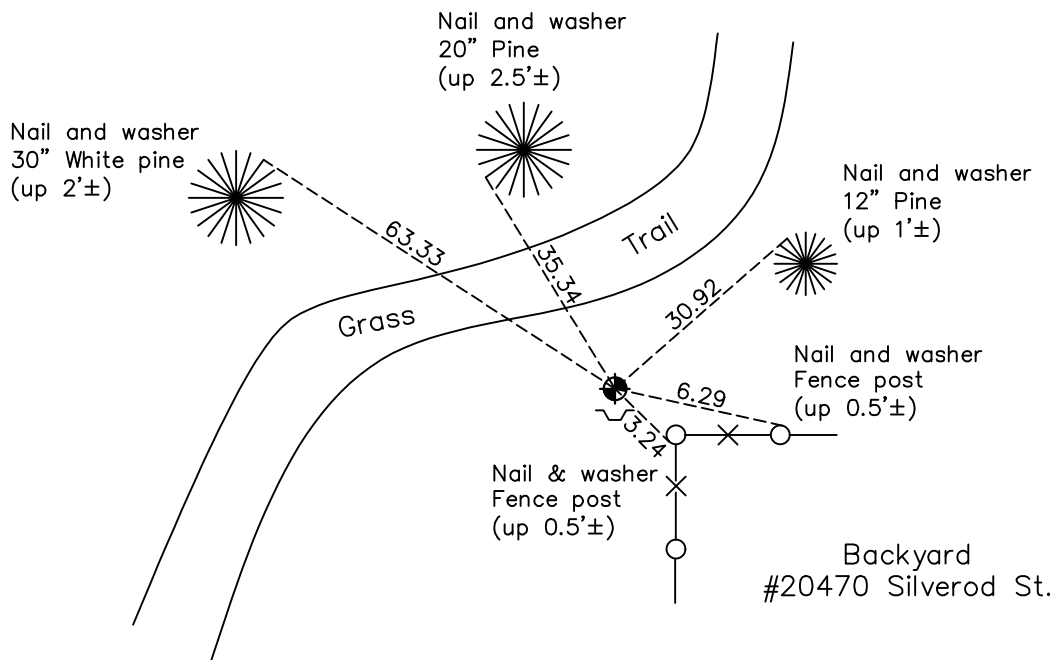 Nail and washer
20” Pine
(up 2.5’±)
Nail and washer
30” White pine
(up 2’±)
Nail and washer
12” Pine
(up 1’±)
63.33
35.34
Trail
30.92
Grass
Nail and washer
Fence post
(up 0.5’±)
6.29
3.24
Nail & washer
Fence post
(up 0.5’±)
Backyard
#20470 Silverod St.